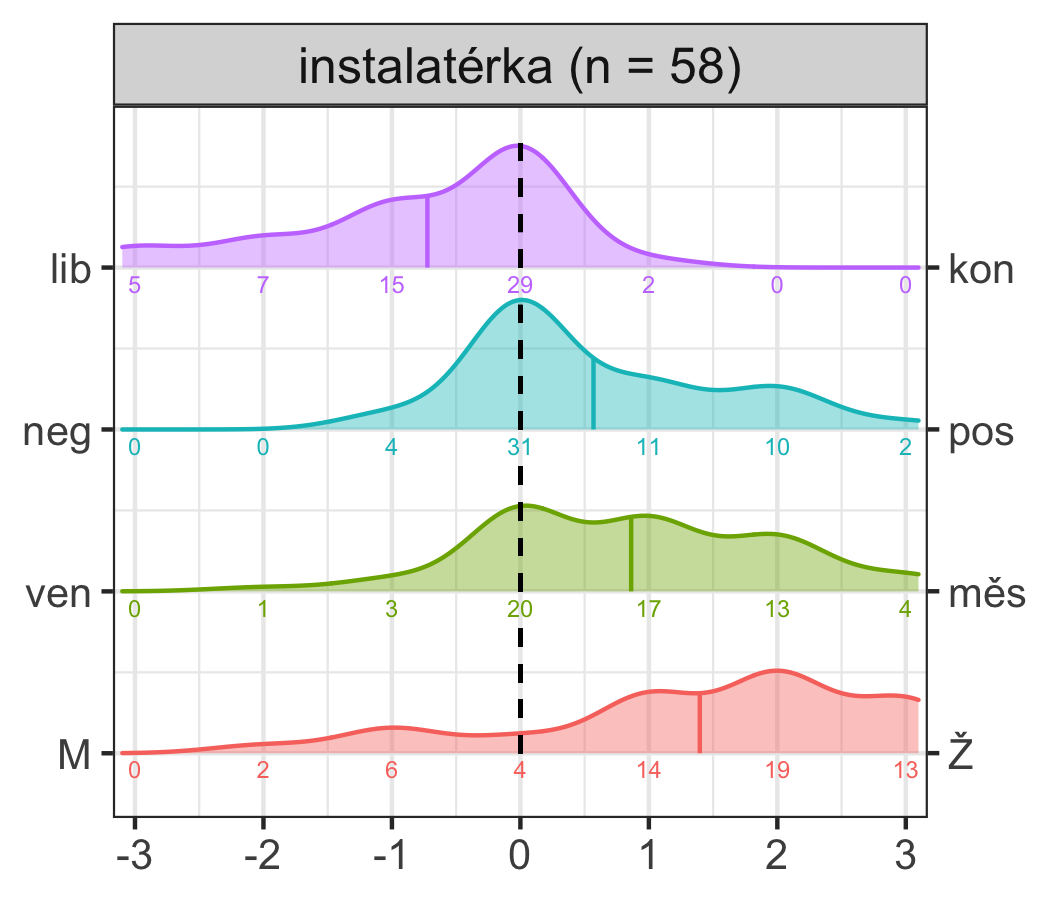 instalatérka (n = 58)
lib kon
5 7 15 29 2 0 0
neg pos
0 0 4 31 11 10 2
ven měs
0 1 3 20 17 13 4
M Ž
0 2 6 4 14 19 13
-3 -2 -1 0 1 2 3